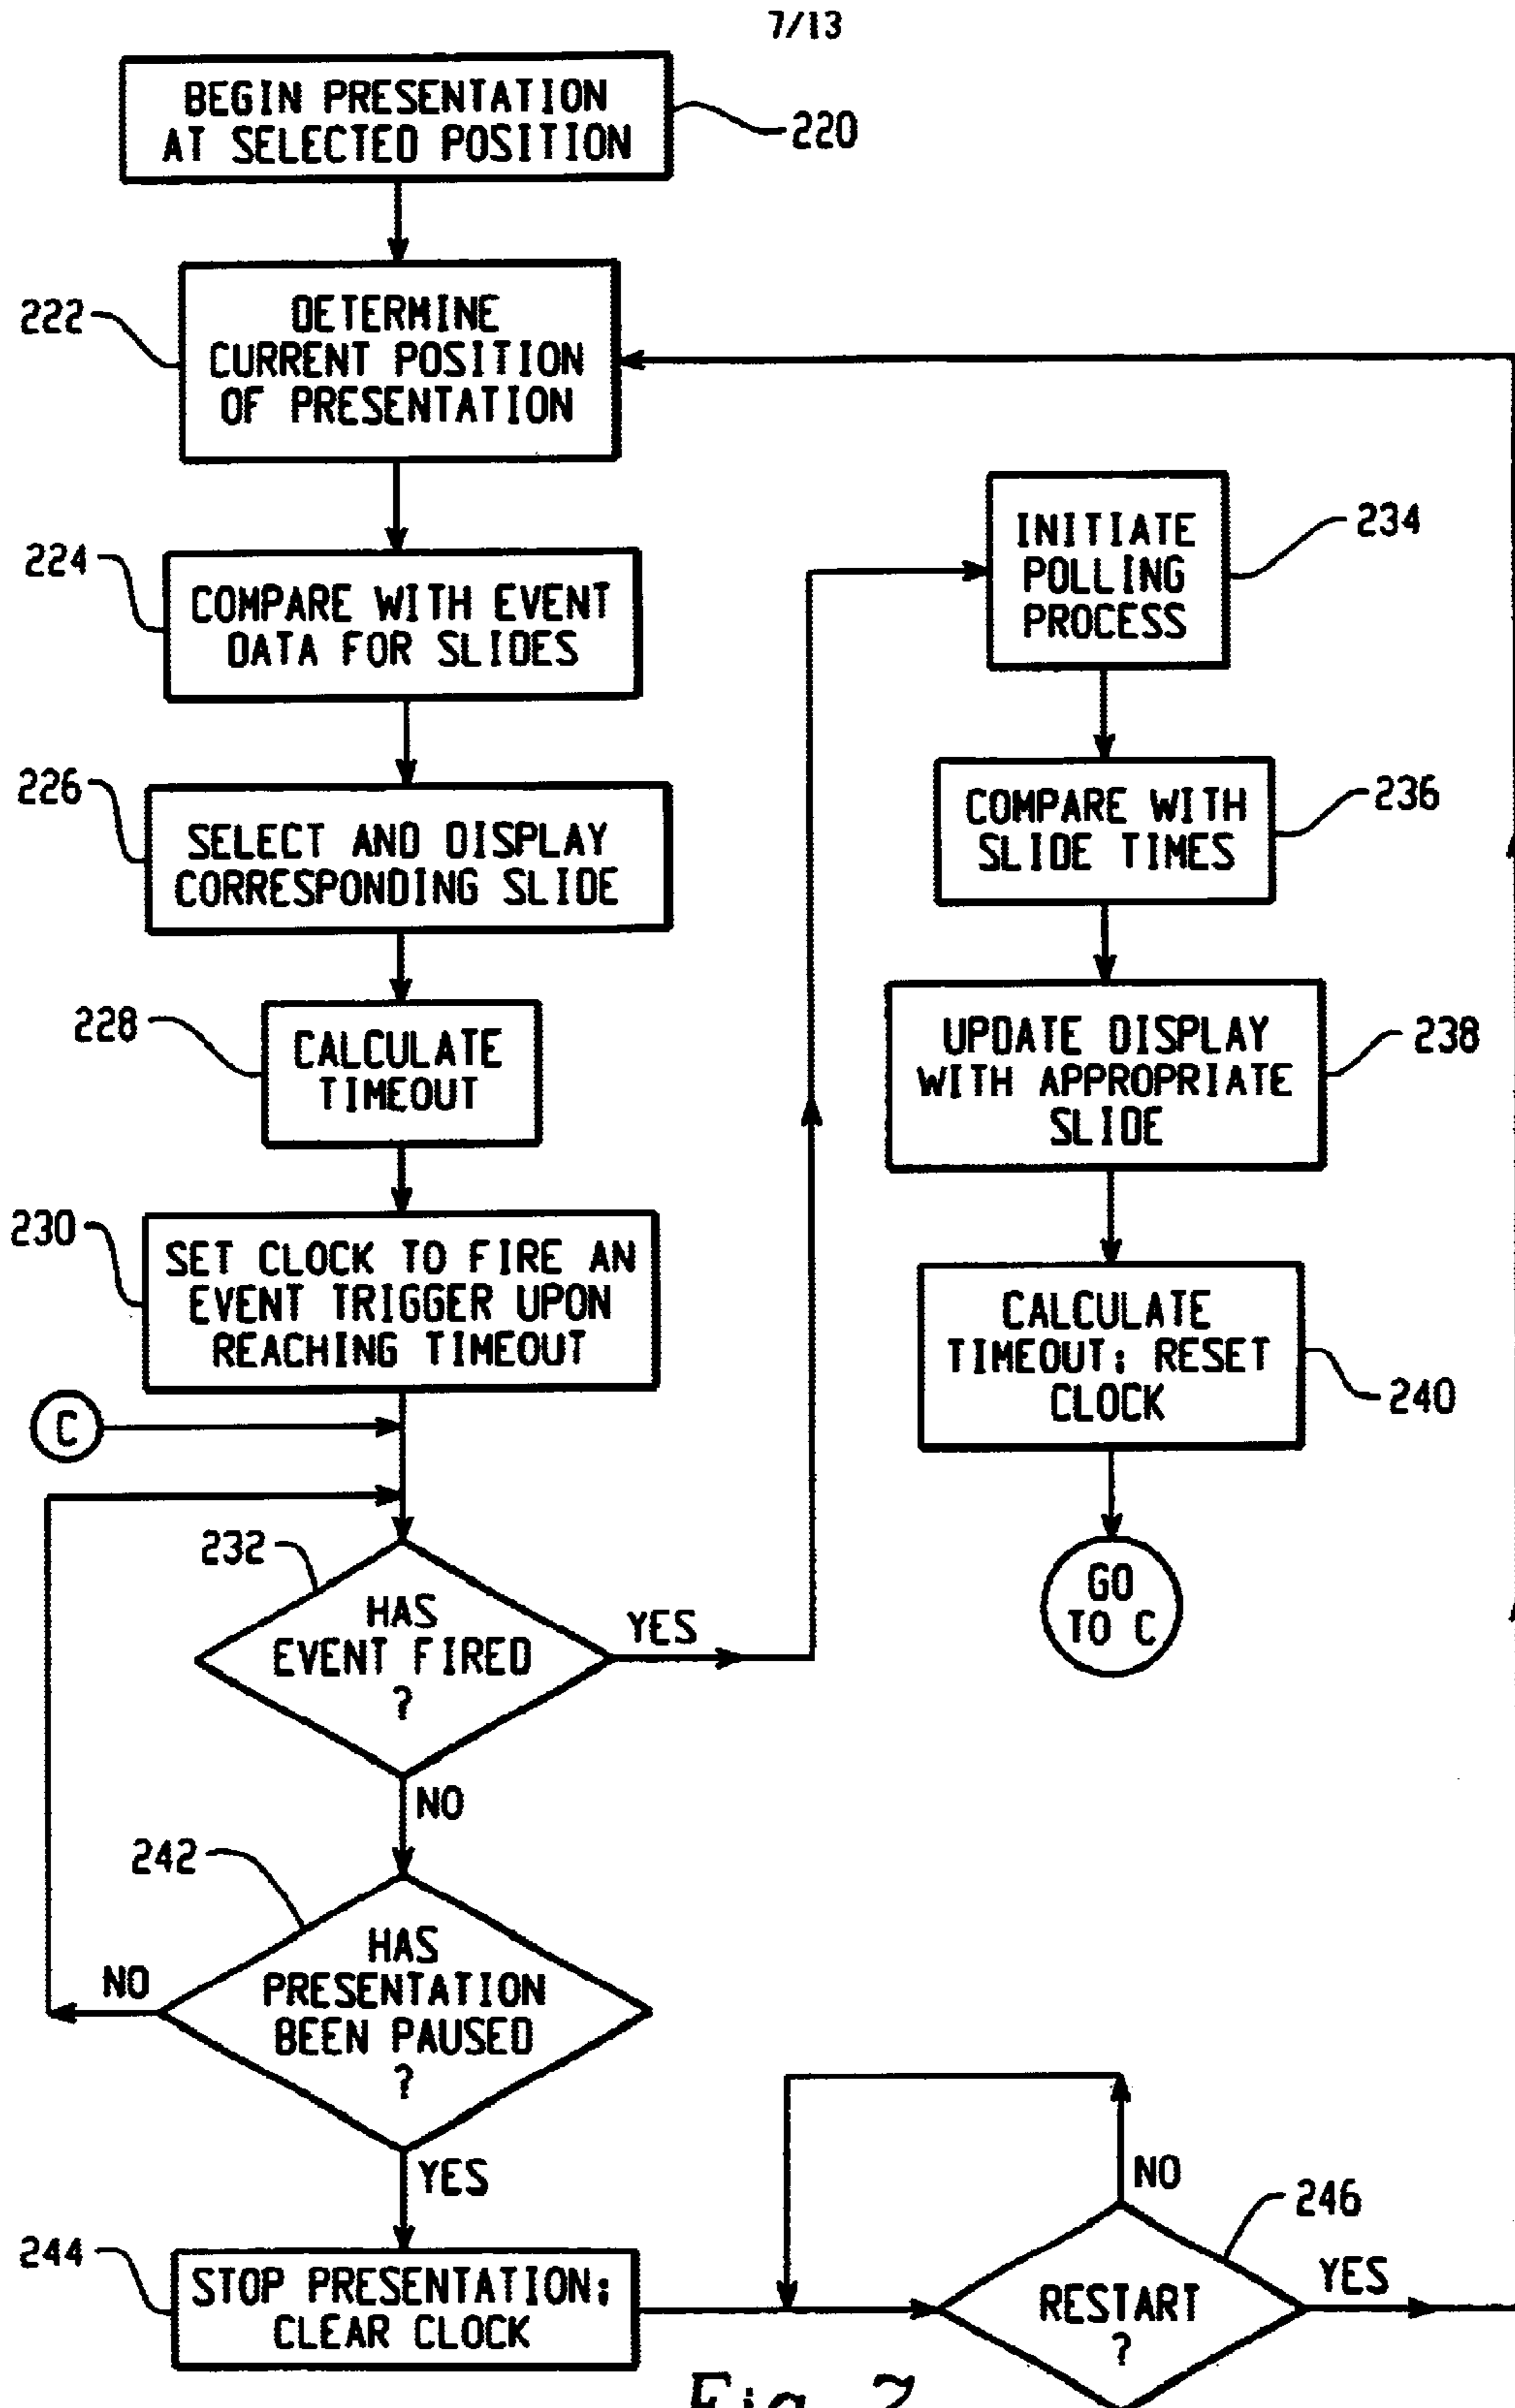 7/13
BEGIN PRESENTATION
AT SELECTED POSITION
220
222
DETERMINE
CURRENT POSITION
OF PRESENTATION
224
COMPARE WITH EVENT
DATA FOR SLIDES
226
SELECT AND DISPLAY
CORRESPONDING SLIDE
228
CALCULATE
TIMEOUT
230
SET CLOCK TO FIRE AN
EVENT TRIGGER UPON
REACHING TIMEOUT
C
232
HAS
EVENT FIRED
?
YES
NO
INITIATE
POLLING
PROCESS
234
COMPARE WITH
SLIDE TIMES
236
UPDATE DISPLAY
WITH APPROPRIATE
SLIDE
238
CALCULATE
TIMEOUT; RESET
CLOCK
240
GO
TO C
242
HAS
PRESENTATION
BEEN PAUSED
?
NO
YES
244
STOP PRESENTATION;
CLEAR CLOCK
246
RESTART
?
NO
YES
Fig. 7